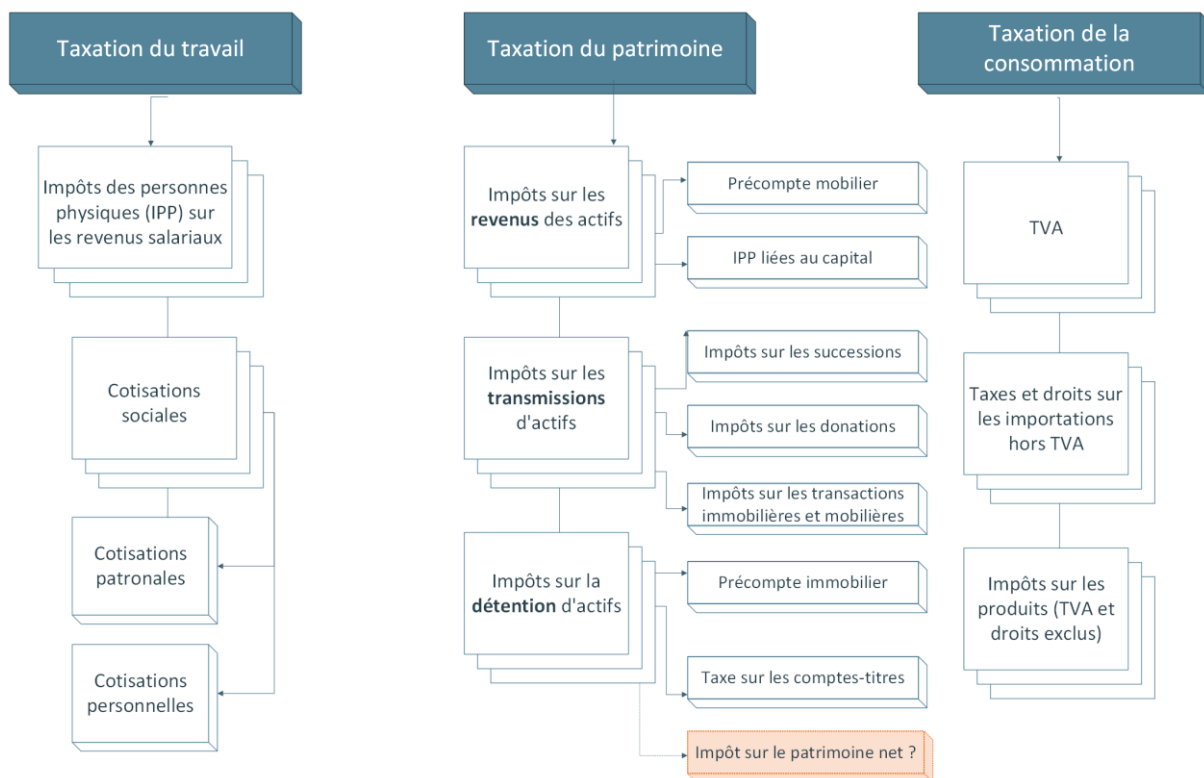 Taxation du travail
Impôts des personnes
physiques (IPP) sur
les revenus salariaux
Cotisations
sociales
Cotisations
patronales
Cotisations
personnelles
Taxation du patrimoine
Impôts sur les
revenus des actifs
Précompte mobilier
IPP liées au capital
Impôts sur les
transmissions
d'actifs
Impôts sur les successions
Impôts sur les donations
Impôts sur les transactions
immobilières et mobilières
Impôts sur la
détention d'actifs
Précompte immobilier
Taxe sur les comptes-titres
Impôt sur le patrimoine net ?
Taxation de la
consommation
TVA
Taxes et droits sur
les importations
hors TVA
Impôts sur les
produits (TVA et
droits exclus)